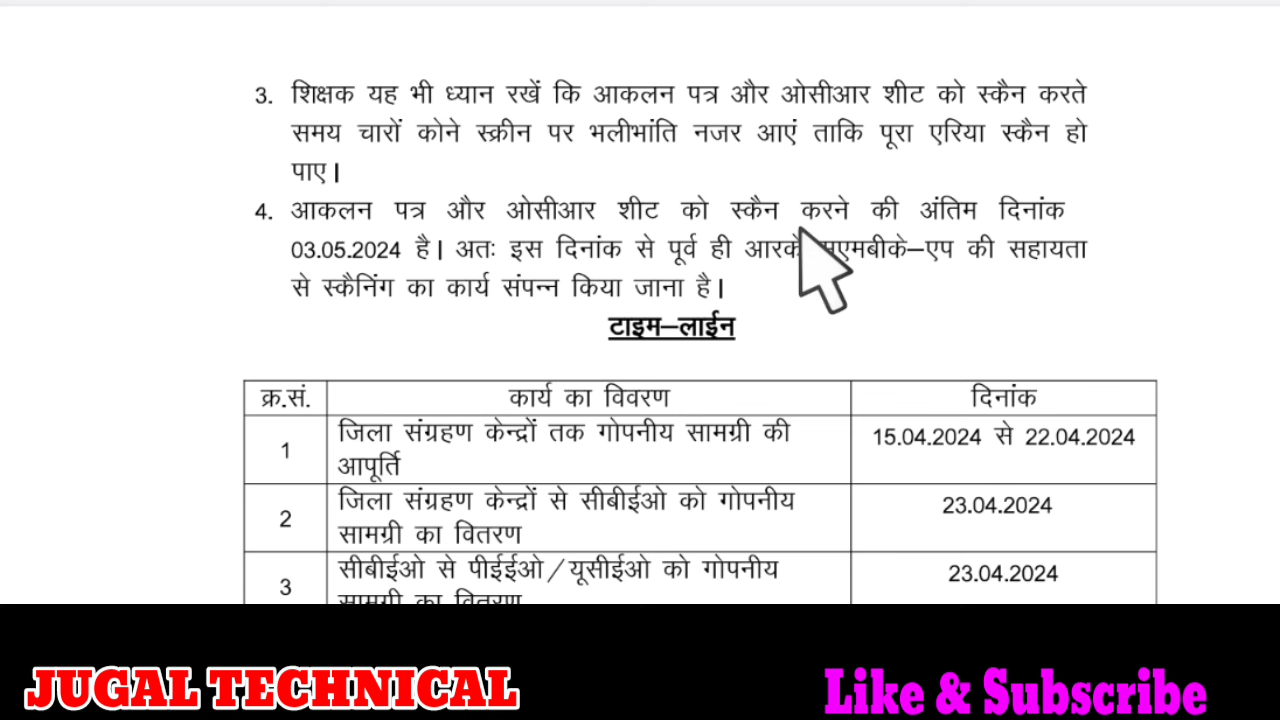 3. शिक्षक यह भी ध्यान रखें कि आकलन पत्र और ओसीआर शीट को स्कैन करते
समय चारों कोने स्क्रीन पर भलीभांति नजर आएं ताकि पूरा एरिया स्कैन हो
पाए।
4. आकलन पत्र और ओसीआर शीट को स्कैन करने की अंतिम दिनांक
03.05.2024 है। अतः इस दिनांक से पूर्व ही की सहायता
से स्कैनिंग का कार्य संपन्न किया जाना है।
टाइम–लाईन
क्र.सं. कार्य का विवरण दिनांक
1 जिला संग्रहण केन्द्रों तक गोपनीय सामग्री की
आपूर्ति 15.04.2024 से 22.04.2024
2 जिला संग्रहण केन्द्रों से सीबीईओ को गोपनीय
सामग्री का वितरण 23.04.2024
3 सीबीईओ से पीईईओ/यूसीईओ को गोपनीय
सामग्री का वितरण 23.04.2024
JUGAL TECHNICAL
Like & Subscribe